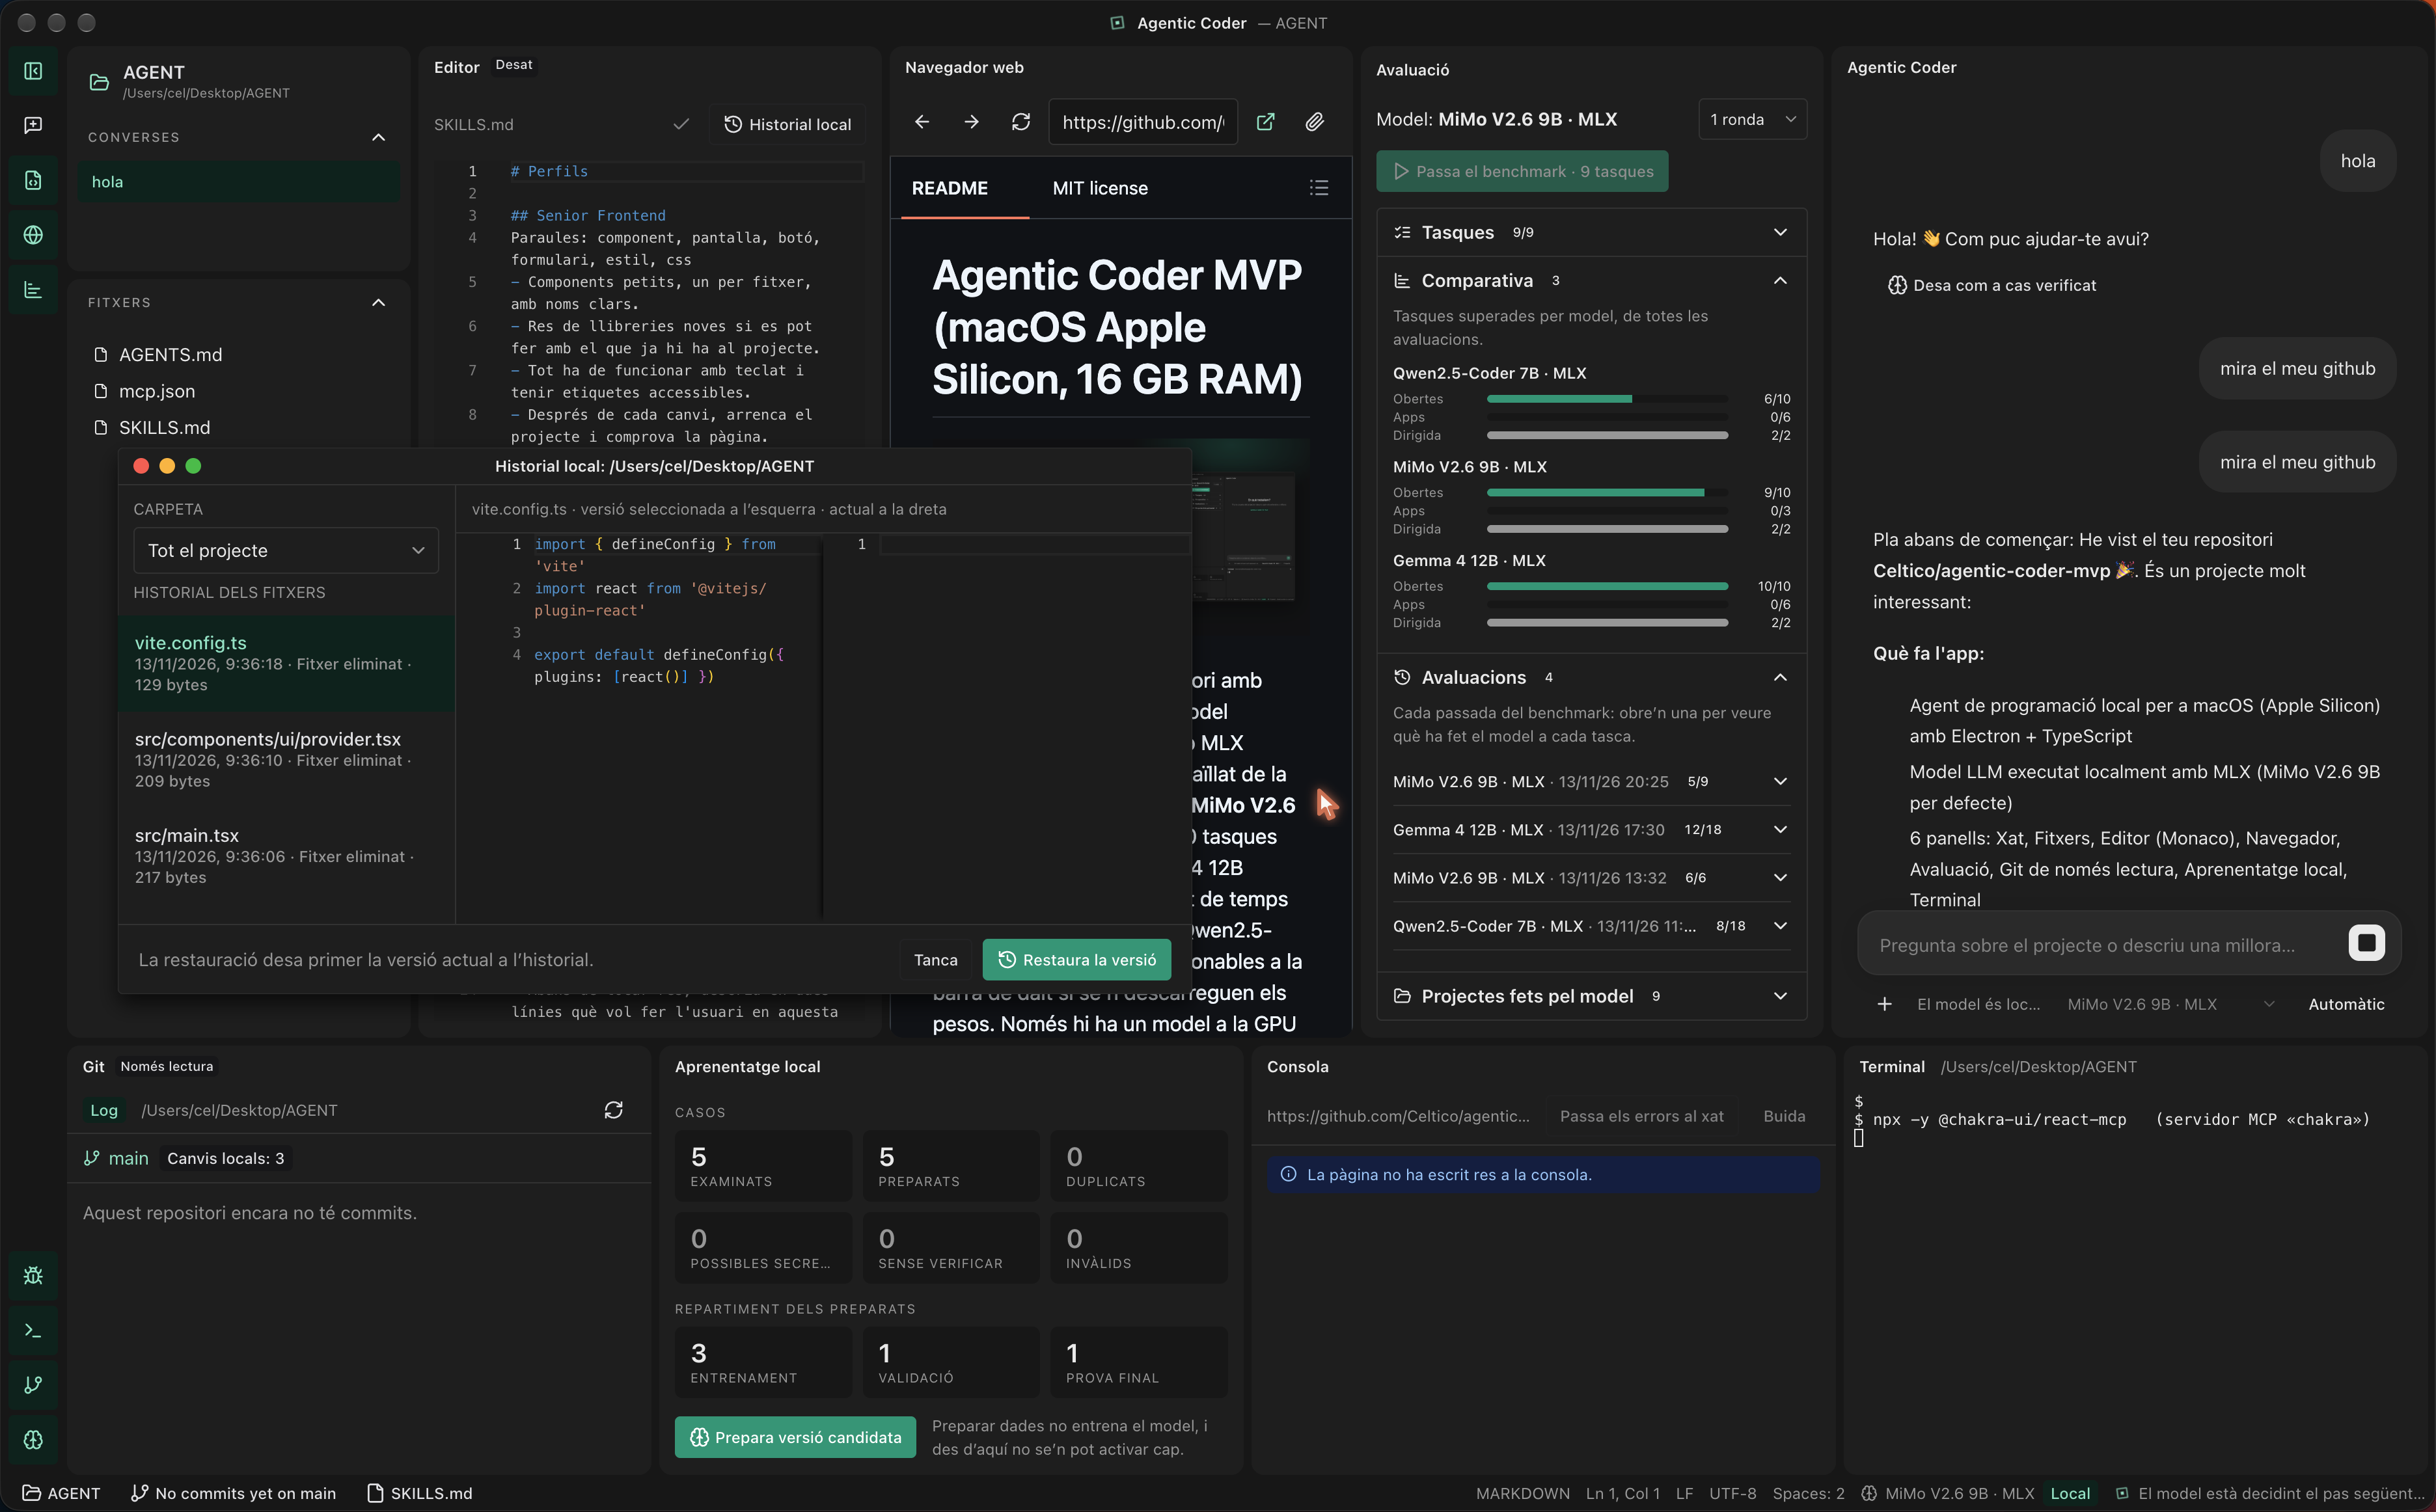 Agentic Coder — AGENT
AGENT
/Users/cel/Desktop/AGENT
CONVERSES
hola
FITXERS
AGENTS.md
mcp.json
SKILLS.md
Editor Desat
SKILLS.md Historial local
1 # Perfils
2
3 ## Senior Frontend
4 Paraules: component, pantalla, botó,
formulari, estil, css
5 – Components petits, un per fitxer,
amb noms clars.
6 – Res de llibreries noves si es pot
fer amb el que ja hi ha al projecte.
7 – Tot ha de funcionar amb teclat i
tenir etiquetes accessibles.
8 – Després de cada canvi, arrenca el
projecte i comprova la pàgina.
línies què vol fer l'usuari en aquesta
Navegador web
https://github.com/
README MIT license
Agentic Coder MVP
(macOS Apple
Silicon, 16 GB RAM)
ori amb
odel
MLX
aïllat de la
MiMo V2.6
tasques
4 12B
de temps
wen2.5-
onables a la
reguen els
pesos. Només hi ha un model a la GPU
Historial local: /Users/cel/Desktop/AGENT
CARPETA
Tot el projecte
HISTORIAL DELS FITXERS
vite.config.ts
13/11/2026, 9:36:18 · Fitxer eliminat ·
129 bytes
src/components/ui/provider.tsx
13/11/2026, 9:36:10 · Fitxer eliminat ·
209 bytes
src/main.tsx
13/11/2026, 9:36:06 · Fitxer eliminat ·
217 bytes
vite.config.ts · versió seleccionada a l’esquerra · actual a la dreta
1 import { defineConfig } from
'vite'
2 import react from '@vitejs/
plugin-react'
3
4 export default defineConfig({
plugins: [react()] })
1
La restauració desa primer la versió actual a l’historial.
Tanca
Restaura la versió
Avaluació
Model: MiMo V2.6 9B · MLX
1 ronda
Passa el benchmark · 9 tasques
Tasques 9/9
Comparativa 3
Tasques superades per model, de totes les
avaluacions.
Qwen2.5-Coder 7B · MLX
Obertes 6/10
Apps 0/6
Dirigida 2/2
MiMo V2.6 9B · MLX
Obertes 9/10
Apps 0/3
Dirigida 2/2
Gemma 4 12B · MLX
Obertes 10/10
Apps 0/6
Dirigida 2/2
Avaluacions 4
Cada passada del benchmark: obre’n una per veure
què ha fet el model a cada tasca.
MiMo V2.6 9B · MLX · 13/11/26 20:25 5/9
Gemma 4 12B · MLX · 13/11/26 17:30 12/18
MiMo V2.6 9B · MLX · 13/11/26 13:32 6/6
Qwen2.5-Coder 7B · MLX · 13/11/26 11:... 8/18
Projectes fets pel model 9
Agentic Coder
hola
Hola! 👋 Com puc ajudar-te avui?
Desa com a cas verificat
mira el meu github
mira el meu github
Pla abans de començar: He vist el teu repositori
Celtico/agentic-coder-mvp 🎉. És un projecte molt
interessant:
Què fa l'app:
Agent de programació local per a macOS (Apple Silicon)
amb Electron + TypeScript
Model LLM executat localment amb MLX (MiMo V2.6 9B
per defecte)
6 panells: Xat, Fitxers, Editor (Monaco), Navegador,
Avaluació, Git de només lectura, Aprenentatge local,
Terminal
Pregunta sobre el projecte o descriu una millora...
El model és loc... MiMo V2.6 9B · MLX Automàtic
Git Només lectura
Log /Users/cel/Desktop/AGENT
main Canvis locals: 3
Aquest repositori encara no té commits.
Aprenentatge local
CASOS
5 EXAMINATS
5 PREPARATS
0 DUPLICATS
0 POSSIBLES SECRE...
0 SENSE VERIFICAR
0 INVÀLIDS
REPARTIMENT DELS PREPARATS
3 ENTRENAMENT
1 VALIDACIÓ
1 PROVA FINAL
Prepara versió candidata
Preparar dades no entrena el model, i
des d’aquí no se’n pot activar cap.
Consola
https://github.com/Celtico/agentic... Passa els errors al xat Buida
La pàgina no ha escrit res a la consola.
Terminal /Users/cel/Desktop/AGENT
$
$ npx -y @chakra-ui/react-mcp (servidor MCP «chakra»)
AGENT No commits yet on main SKILLS.md
MARKDOWN Ln 1, Col 1 LF UTF-8 Spaces: 2 MiMo V2.6 9B · MLX Local El model està decidint el pas següent...